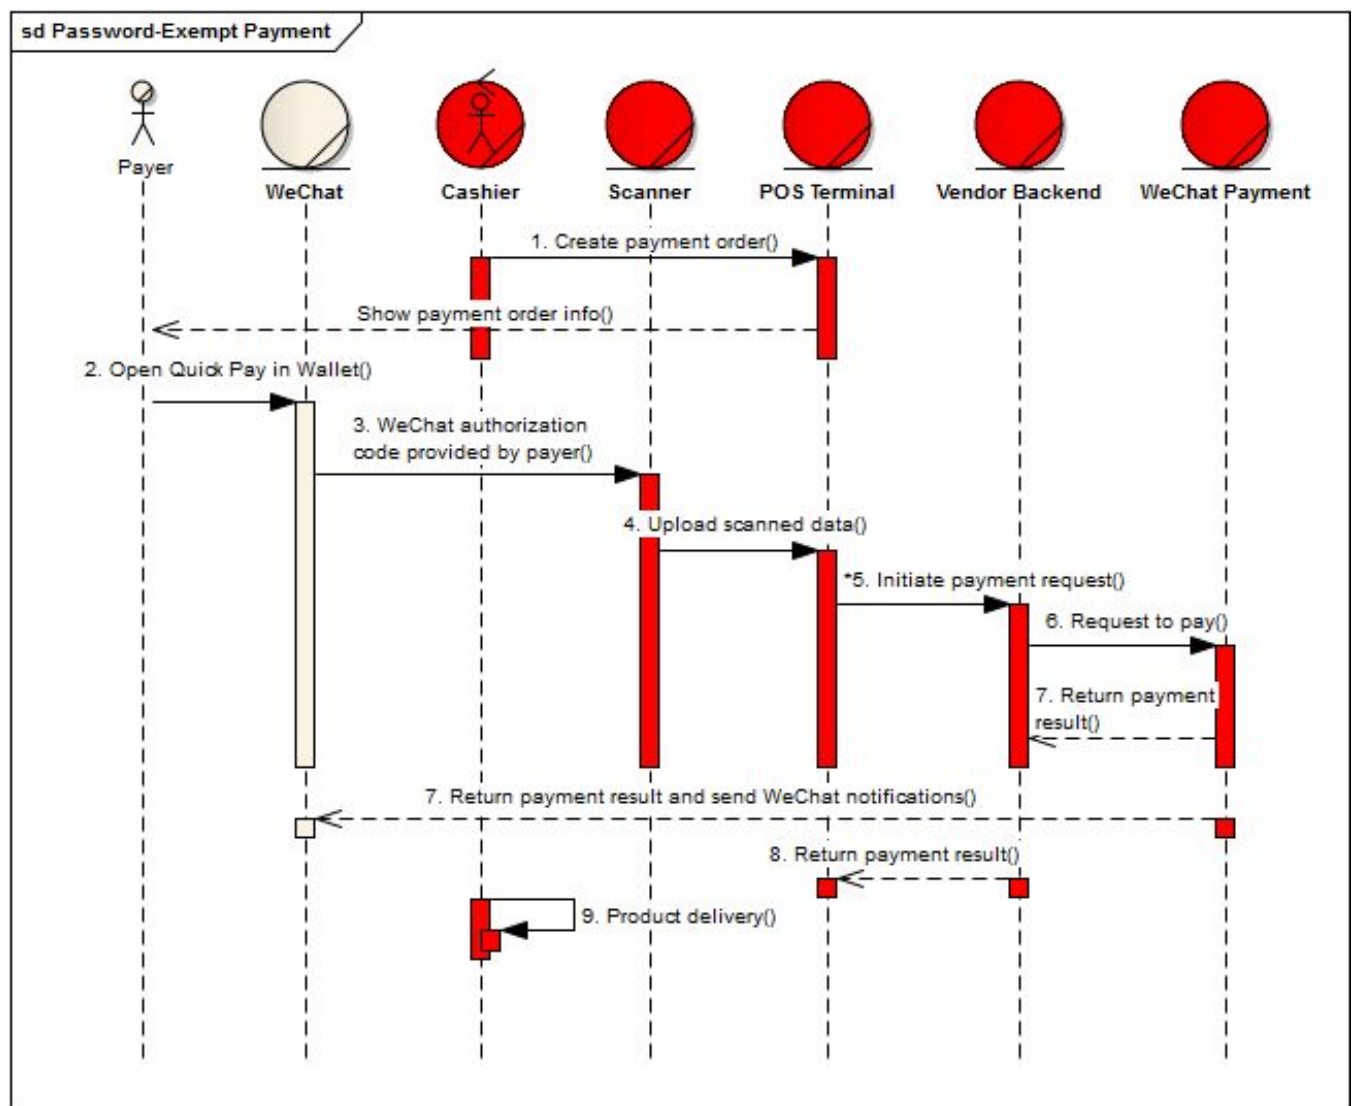 sd Password-Exempt Payment
Payer
WeChat
Cashier
Scanner
POS Terminal
Vendor Backend
WeChat Payment
1. Create payment order()
Show payment order info()
2. Open Quick Pay in Wallet()
3. WeChat authorization
code provided by payer()
4. Upload scanned data()
*5. Initiate payment request()
6. Request to pay()
7. Return payment
result()
7. Return payment result and send WeChat notifications()
8. Return payment result()
9. Product delivery()